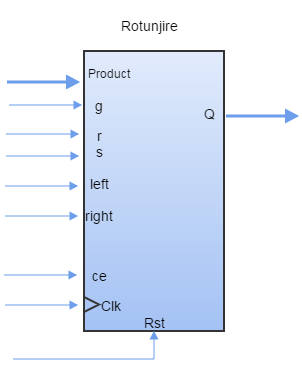 Rotunjire
Product
g
Q
r
s
left
right
ce
Clk
Rst